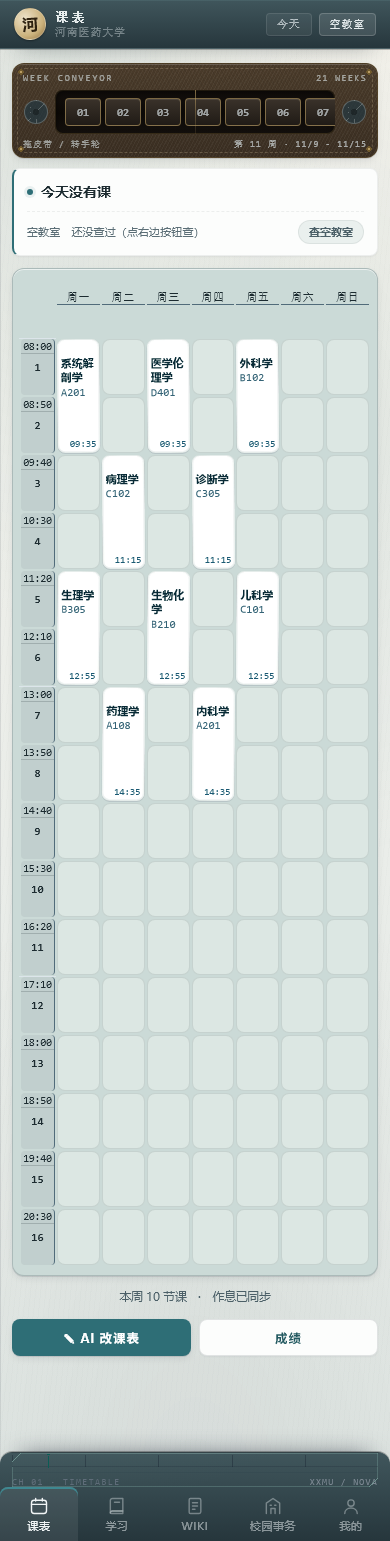 河
课表
河南医药大学
今天
空教室
WEEK CONVEYOR
21 WEEKS
01 02 03 04 05 06 07
拖皮带 / 转手轮
第 11 周 · 11/9 - 11/15
今天没有课
空教室 还没查过（点右边按钮查）
查空教室
周一 周二 周三 周四 周五 周六 周日
08:00
1
系统解剖学
A201
09:35
医学伦理学
D401
09:35
外科学
B102
09:35
08:50
2
09:40
3
病理学
C102
11:15
诊断学
C305
11:15
10:30
4
11:20
5
生理学
B305
12:55
生物化学
B210
12:55
儿科学
C101
12:55
12:10
6
13:00
7
药理学
A108
14:35
内科学
A201
14:35
13:50
8
14:40
9
15:30
10
16:20
11
17:10
12
18:00
13
18:50
14
19:40
15
20:30
16
本周 10 节课 · 作息已同步
AI 改课表
成绩
CH 01 · TIMETABLE
XXMU / NOVA
课表
学习
WIKI
校园事务
我的